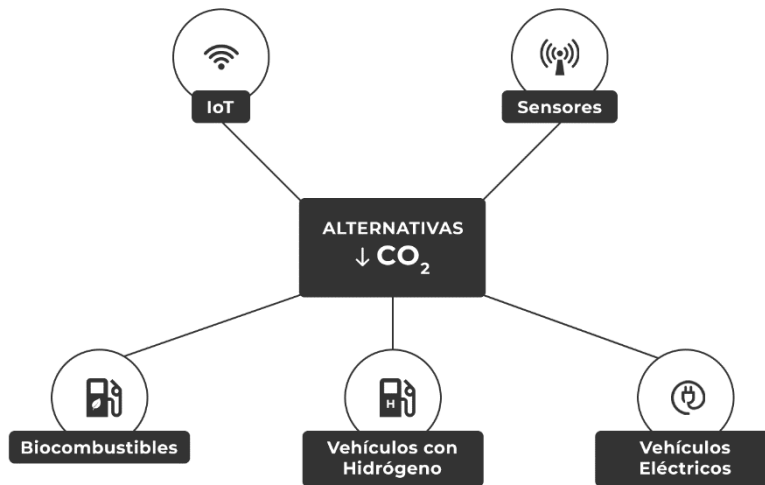 IoT
Sensores
ALTERNATIVAS
↓ CO₂
Biocombustibles
H
Vehículos con
Hidrógeno
Vehículos
Eléctricos